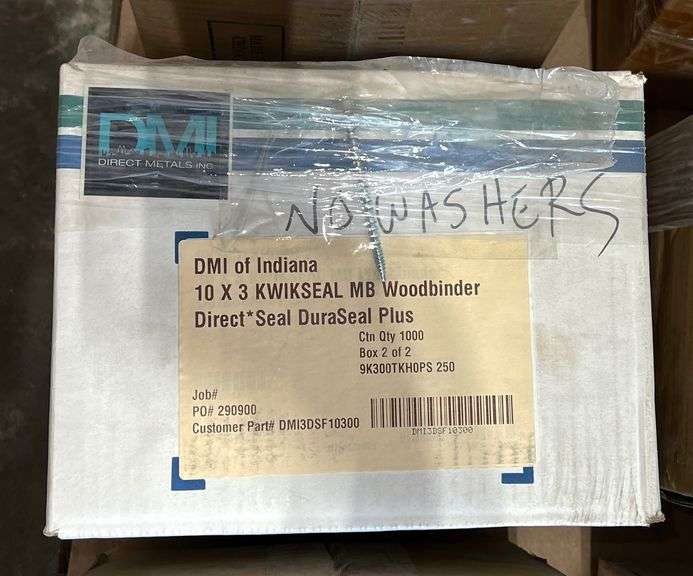 DMI
DIRECT METALS INC
NO WASHERS
DMI of Indiana
10 X 3 KWIKSEAL MB Woodbinder
Direct*Seal DuraSeal Plus
Ctn Qty 1000
Box 2 of 2
9K300TKH0PS 250
Job#
PO# 290900
Customer Part# DMI3DSF10300
DMI3DSF10300